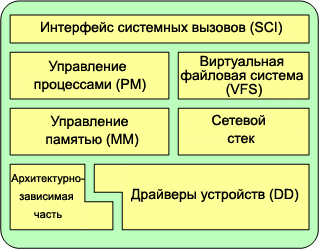 Интерфейс системных вызовов (SCI)
Управление
процессами (PM)
Виртуальная
файловая система
(VFS)
Управление
памятью (MM)
Сетевой
стек
Архитектурно-
зависимая
часть
Драйверы устройств (DD)